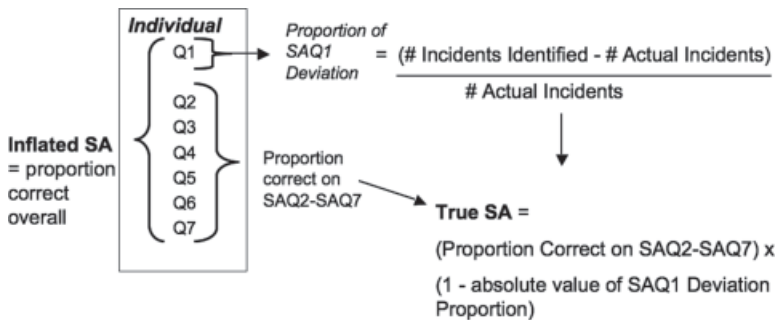 Individual
Q1
Q2
Q3
Q4
Q5
Q6
Q7
Inflated SA
= proportion
correct
overall
Proportion of
SAQ1
Deviation
= (# Incidents Identified - # Actual Incidents)
# Actual Incidents
Proportion
correct on
SAQ2-SAQ7
True SA =
(Proportion Correct on SAQ2-SAQ7) x
(1 - absolute value of SAQ1 Deviation
Proportion)